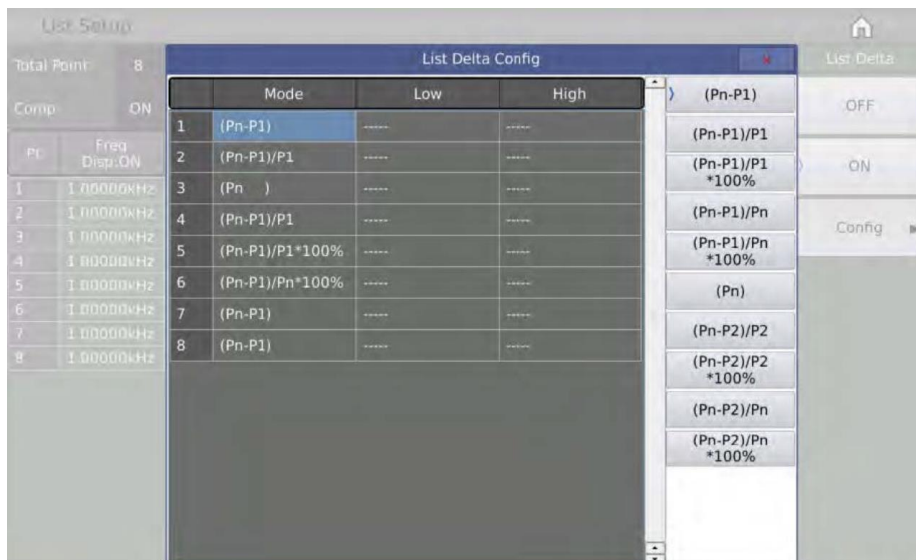 List Setup
Total Point: 8
Comp ON
Pt. Freq
Disp:ON
1 1.00000kHz
2 1.00000kHz
3 1.00000kHz
4 1.00000kHz
5 1.00000kHz
6 1.00000kHz
7 1.00000kHz
8 1.00000kHz
List Delta Config x
Mode Low High
1 (Pn-P1) ----- -----
2 (Pn-P1)/P1 ----- -----
3 (Pn ) ----- -----
4 (Pn-P1)/P1 ----- -----
5 (Pn-P1)/P1*100% ----- -----
6 (Pn-P1)/Pn*100% ----- -----
7 (Pn-P1) ----- -----
8 (Pn-P1) ----- -----
(Pn-P1)
(Pn-P1)/P1
(Pn-P1)/P1
*100%
(Pn-P1)/Pn
(Pn-P1)/Pn
*100%
(Pn)
(Pn-P2)/P2
(Pn-P2)/P2
*100%
(Pn-P2)/Pn
(Pn-P2)/Pn
*100%
List Delta
OFF
ON
Config